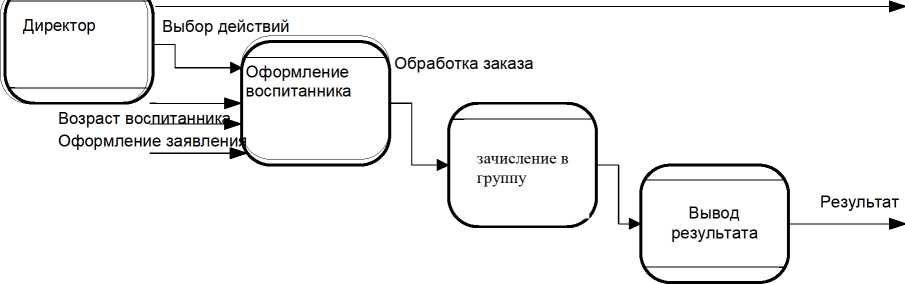 Директор
Выбор действий
Оформление
воспитанника
Обработка заказа
Возраст воспитанника
Оформление заявления
зачисление в
группу
Вывод
результата
Результат